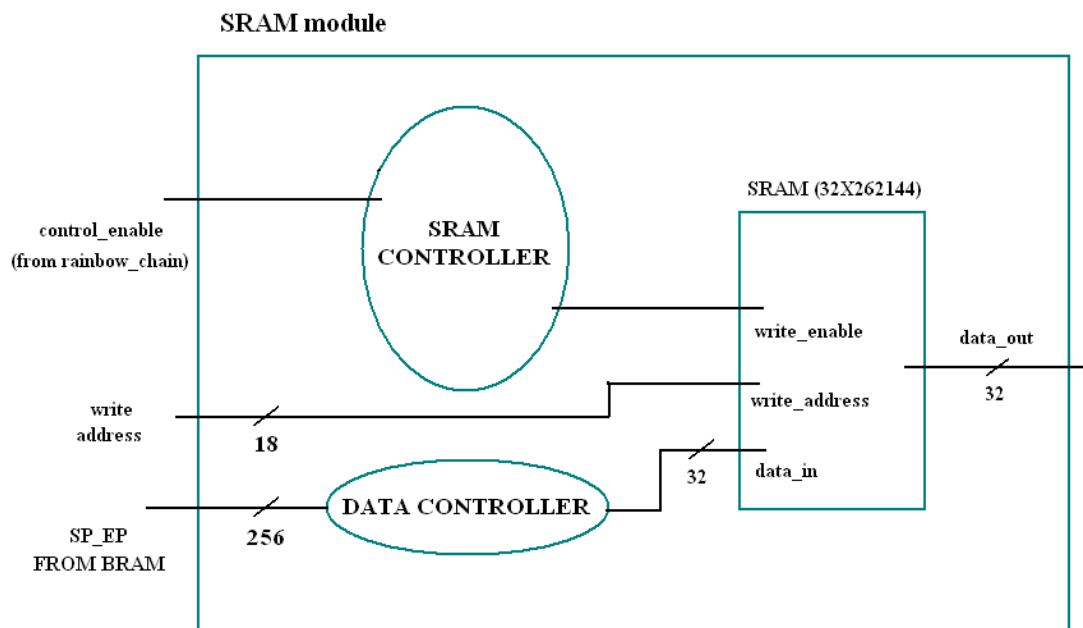 SRAM module
SRAM (32X262144)
control_enable
(from rainbow_chain)
SRAM
CONTROLLER
write_enable
data_out
32
write
address
18
write_address
32
data_in
SP_EP
FROM BRAM
256
DATA CONTROLLER